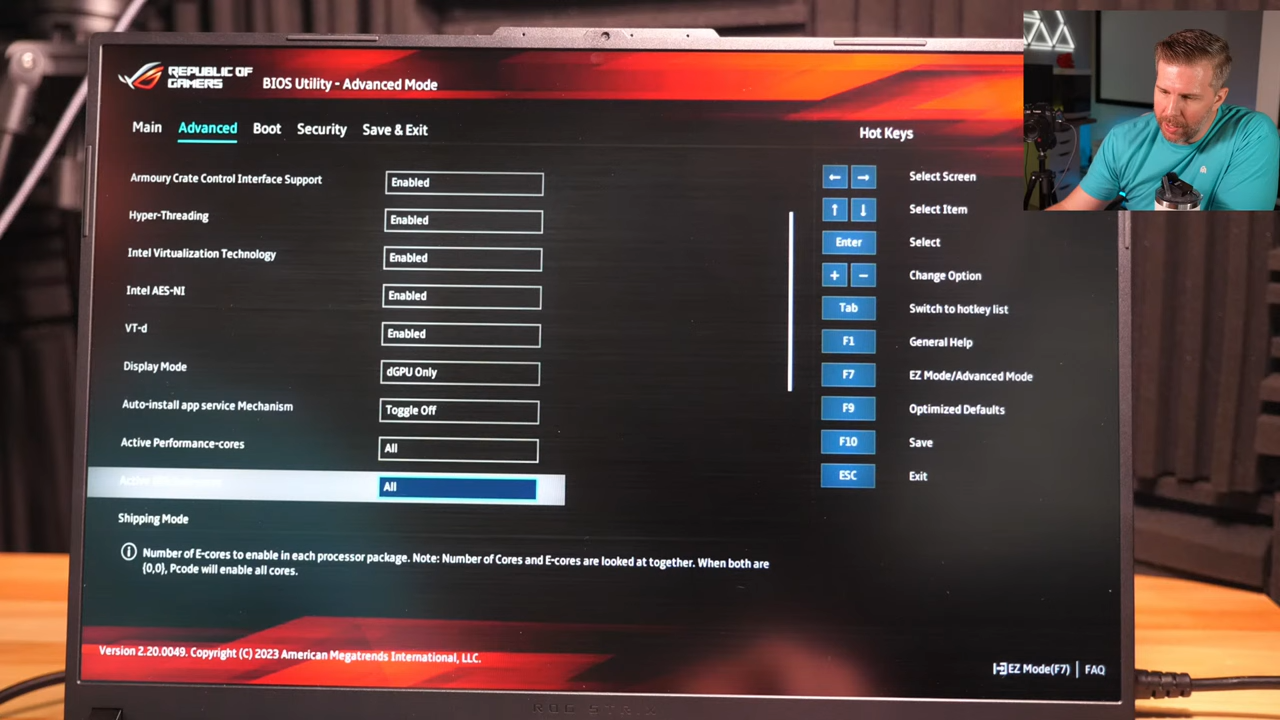 REPUBLIC OF
GAMERS
BIOS Utility - Advanced Mode
Main Advanced Boot Security Save & Exit
Hot Keys
Armoury Crate Control Interface Support Enabled
Hyper-Threading Enabled
Intel Virtualization Technology Enabled
Intel AES-NI Enabled
VT-d Enabled
Display Mode dGPU Only
Auto-install app service Mechanism Toggle Off
Active Performance-cores All
Active All
Shipping Mode
← → Select Screen
↑ ↓ Select Item
Enter Select
+ - Change Option
Tab Switch to hotkey list
F1 General Help
F7 EZ Mode/Advanced Mode
F9 Optimized Defaults
F10 Save
ESC Exit
Number of E-cores to enable in each processor package. Note: Number of Cores and E-cores are looked at together. When both are
{0,0}, Pcode will enable all cores.
Version 2.20.0049. Copyright (C) 2023 American Megatrends International, LLC.
EZ Mode(F7) | FAQ
ROG STRIX